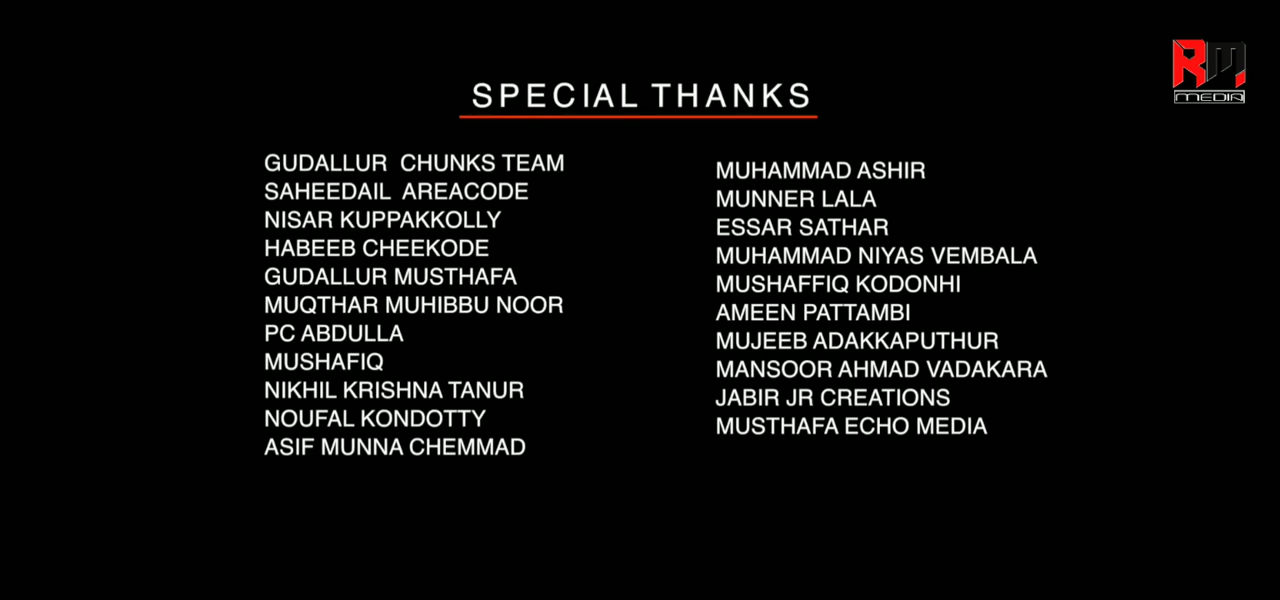 RM
MEDIA
SPECIAL THANKS
GUDALLUR CHUNKS TEAM
SAHEEDAIL AREACODE
NISAR KUPPAKKOLLY
HABEEB CHEEKODE
GUDALLUR MUSTHAFA
MUQTHAR MUHIBBU NOOR
PC ABDULLA
MUSHAFIQ
NIKHIL KRISHNA TANUR
NOUFAL KONDOTTY
ASIF MUNNA CHEMMAD
MUHAMMAD ASHIR
MUNNER LALA
ESSAR SATHAR
MUHAMMAD NIYAS VEMBALA
MUSHAFFIQ KODONHI
AMEEN PATTAMBI
MUJEEB ADAKKAPUTHUR
MANSOOR AHMAD VADAKARA
JABIR JR CREATIONS
MUSTHAFA ECHO MEDIA